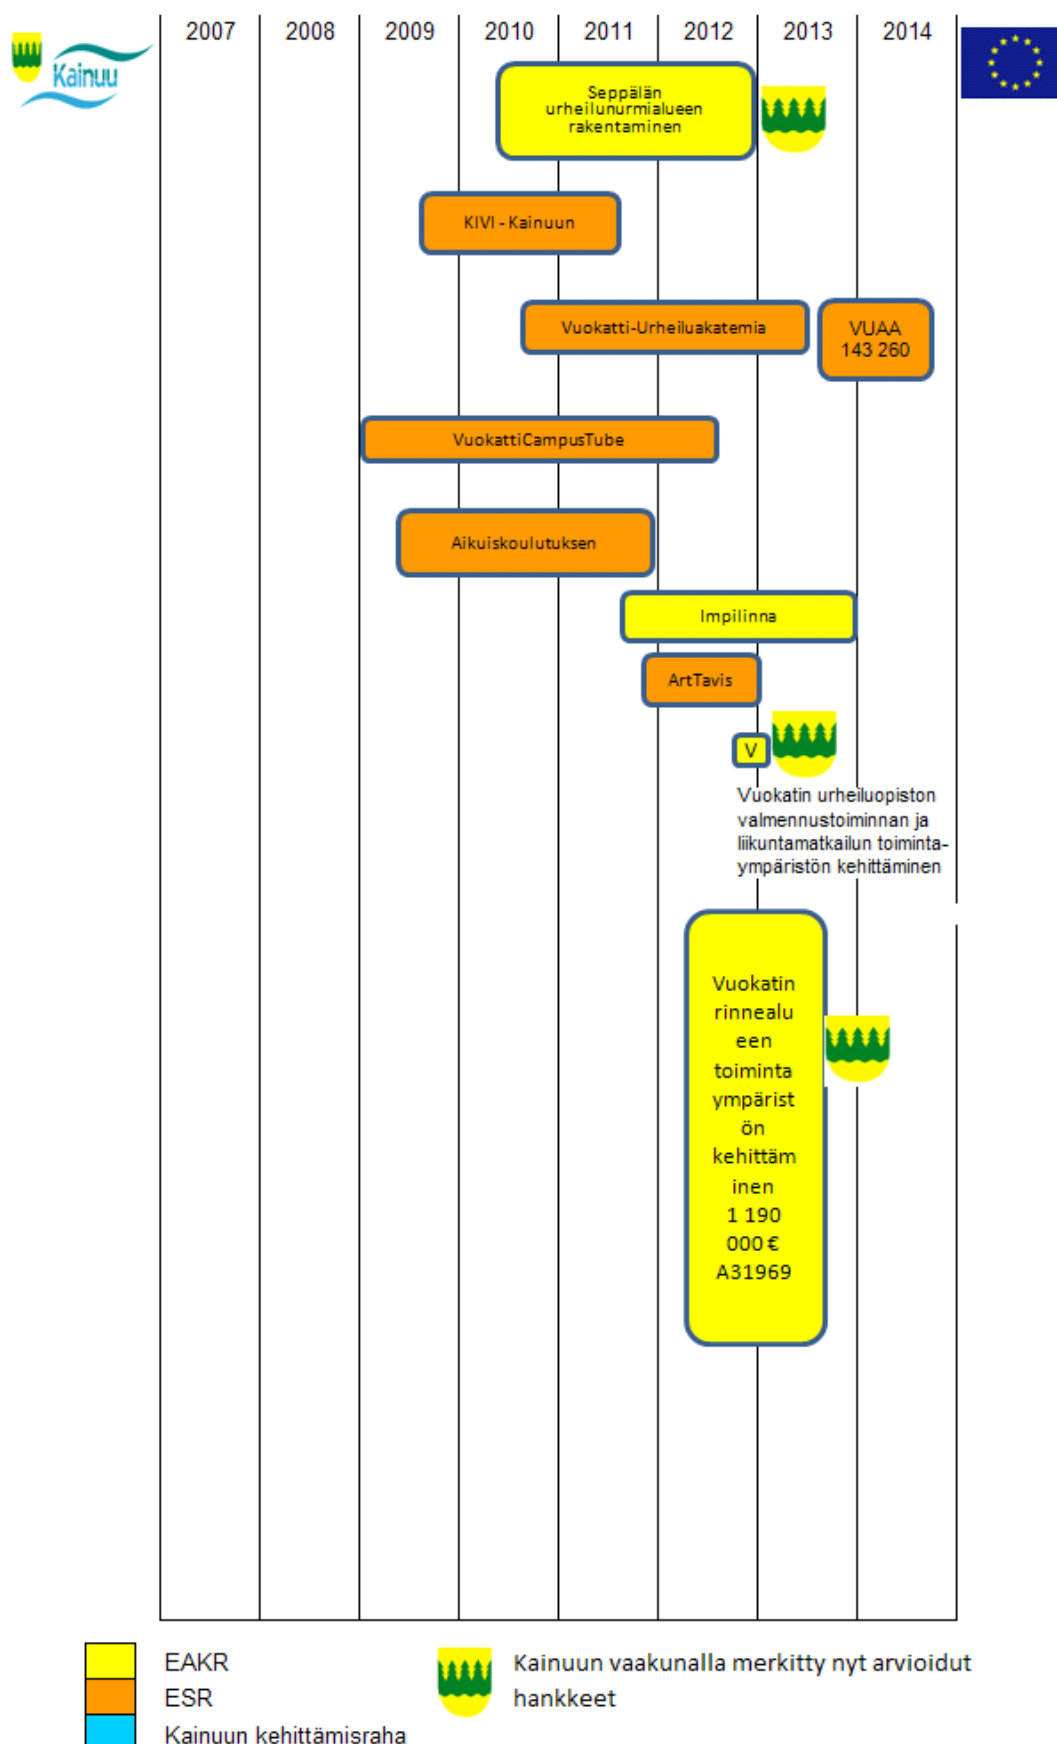 2007 2008 2009 2010 2011 2012 2013 2014
Kainuu
Seppälän
urheilunurmialueen
rakentaminen
KIVI - Kainuun
Vuokatti-Urheiluakatemia
VUAA
143 260
VuokattiCampusTube
Aikuiskoulutuksen
Impilinna
ArtTavis
V
Vuokatin urheiluopiston
valmennustoiminnan ja
liikuntamatkailun toiminta-
ympäristön kehittäminen
Vuokatin
rinnealu
een
toiminta
ympärist
ön
kehittäm
inen
1 190
000 €
A31969
EAKR
ESR
Kainuun kehittämisraha
Kainuun vaakunalla merkitty nyt arvioidut
hankkeet